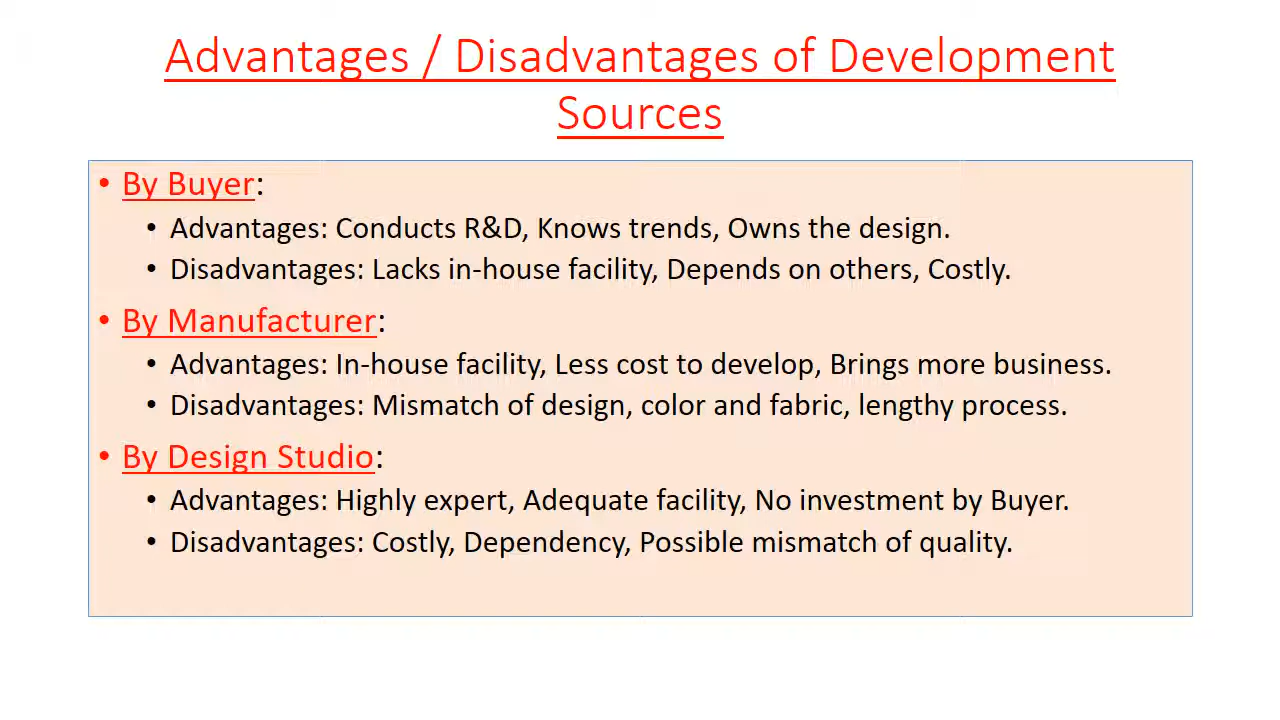 Advantages / Disadvantages of Development
Sources
• By Buyer:
• Advantages: Conducts R&D, Knows trends, Owns the design.
• Disadvantages: Lacks in-house facility, Depends on others, Costly.
• By Manufacturer:
• Advantages: In-house facility, Less cost to develop, Brings more business.
• Disadvantages: Mismatch of design, color and fabric, lengthy process.
• By Design Studio:
• Advantages: Highly expert, Adequate facility, No investment by Buyer.
• Disadvantages: Costly, Dependency, Possible mismatch of quality.